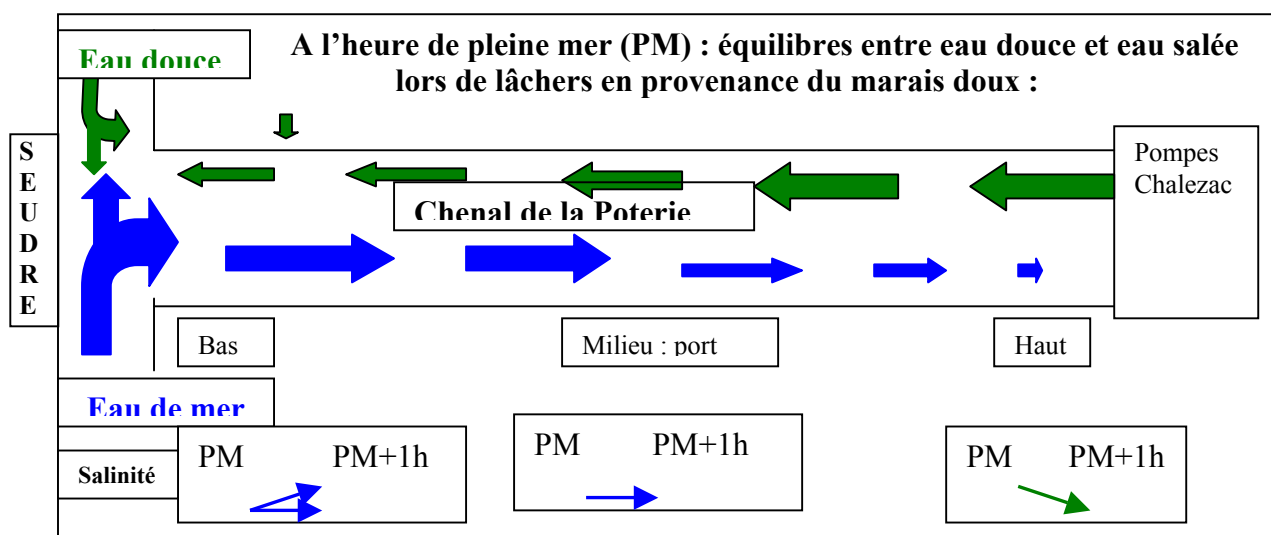 Eau douce
A l’heure de pleine mer (PM) : équilibres entre eau douce et eau salée
lors de lâchers en provenance du marais doux :
SEUDRE
Pompes
Chalezac
Chenal de la Poterie
Bas
Milieu : port
Haut
Eau de mer
Salinité
PM PM+1h
PM PM+1h
PM PM+1h